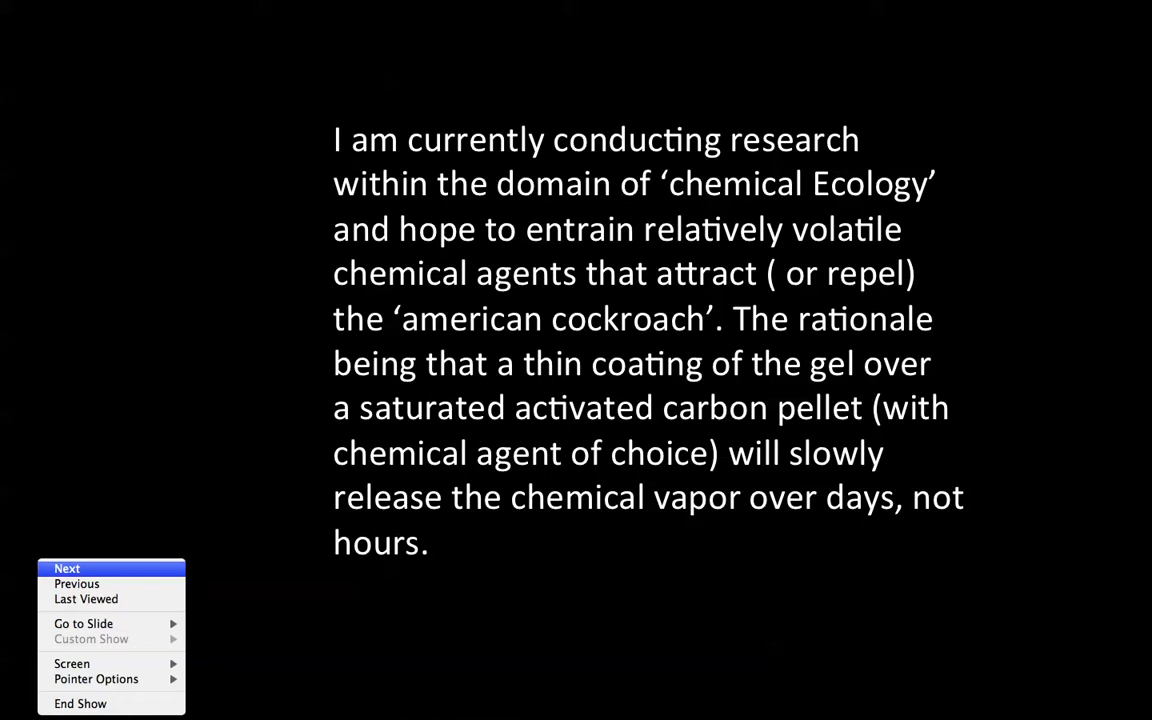 I am currently conducting research
within the domain of ‘chemical Ecology’
and hope to entrain relatively volatile
chemical agents that attract ( or repel)
the ‘american cockroach’. The rationale
being that a thin coating of the gel over
a saturated activated carbon pellet (with
chemical agent of choice) will slowly
release the chemical vapor over days, not
hours.
Next
Previous
Last Viewed
Go to Slide
Custom Show
Screen
Pointer Options
End Show